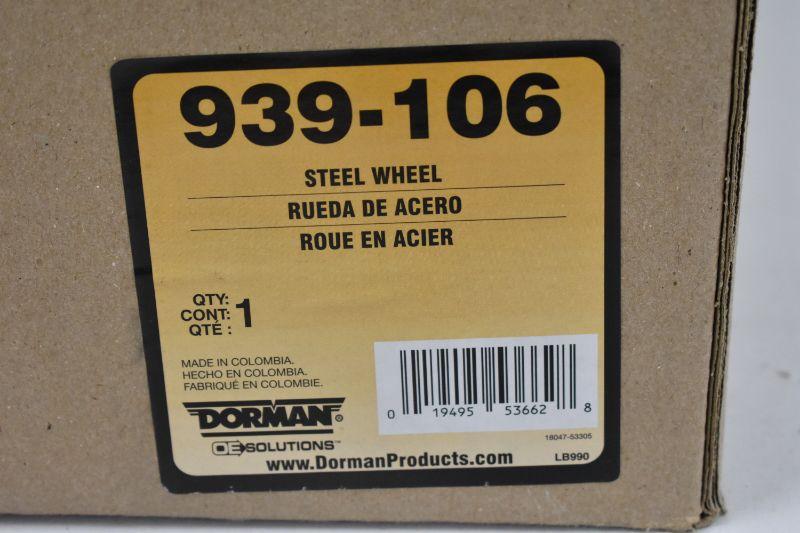 939-106
STEEL WHEEL
RUEDA DE ACERO
ROUE EN ACIER
QTY:
CONT: 1
QTÉ :
MADE IN COLOMBIA.
HECHO EN COLOMBIA.
FABRIQUÉ EN COLOMBIE.
DORMAN®
OE SOLUTIONS™
0 19495 53662 8
18047-53305
www.DormanProducts.com
LB990